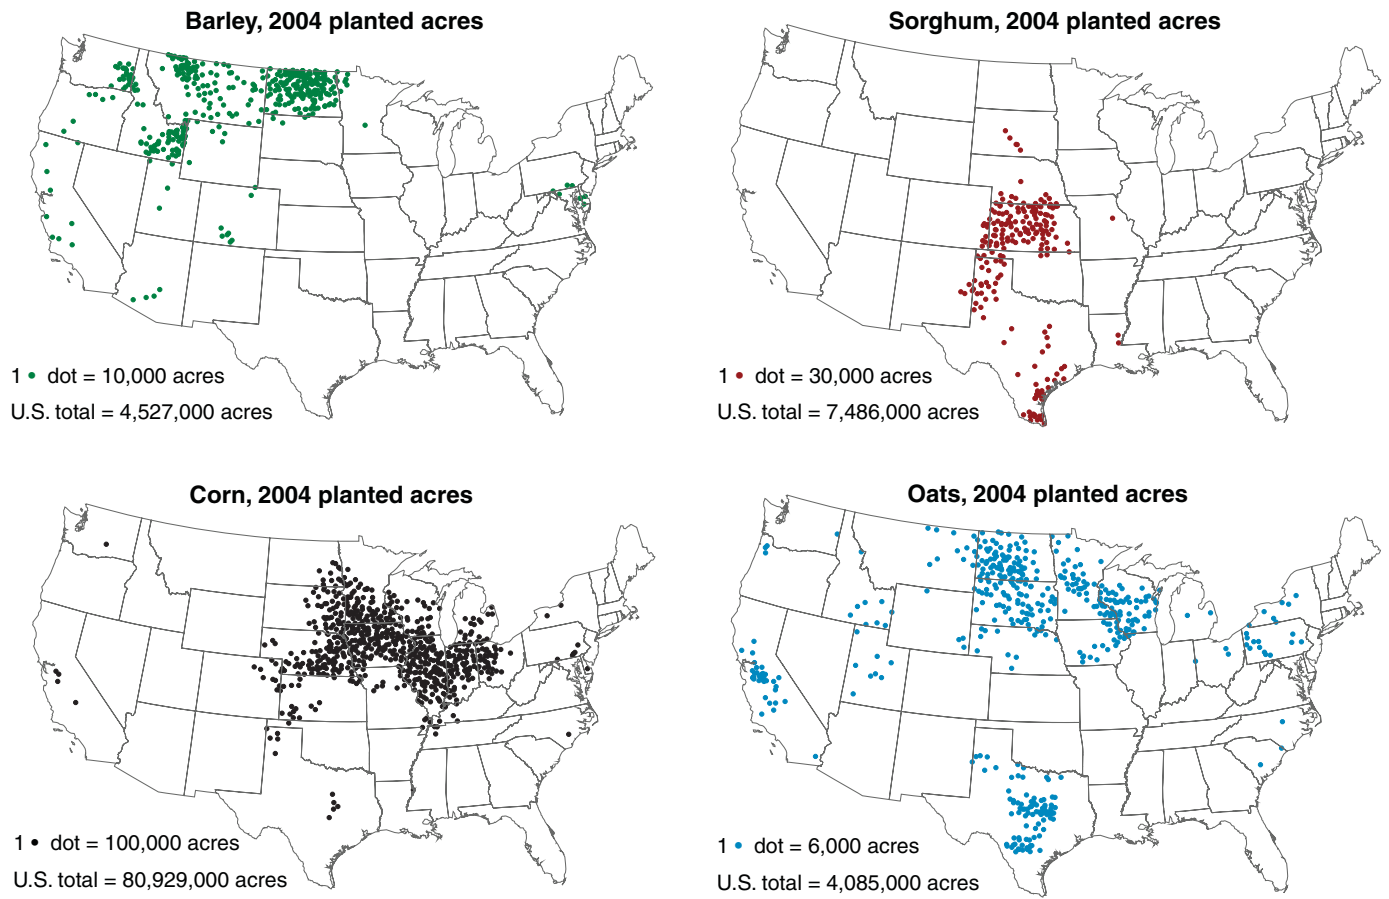 Barley, 2004 planted acres
1 • dot = 10,000 acres
U.S. total = 4,527,000 acres
Sorghum, 2004 planted acres
1 • dot = 30,000 acres
U.S. total = 7,486,000 acres
Corn, 2004 planted acres
1 • dot = 100,000 acres
U.S. total = 80,929,000 acres
Oats, 2004 planted acres
1 • dot = 6,000 acres
U.S. total = 4,085,000 acres